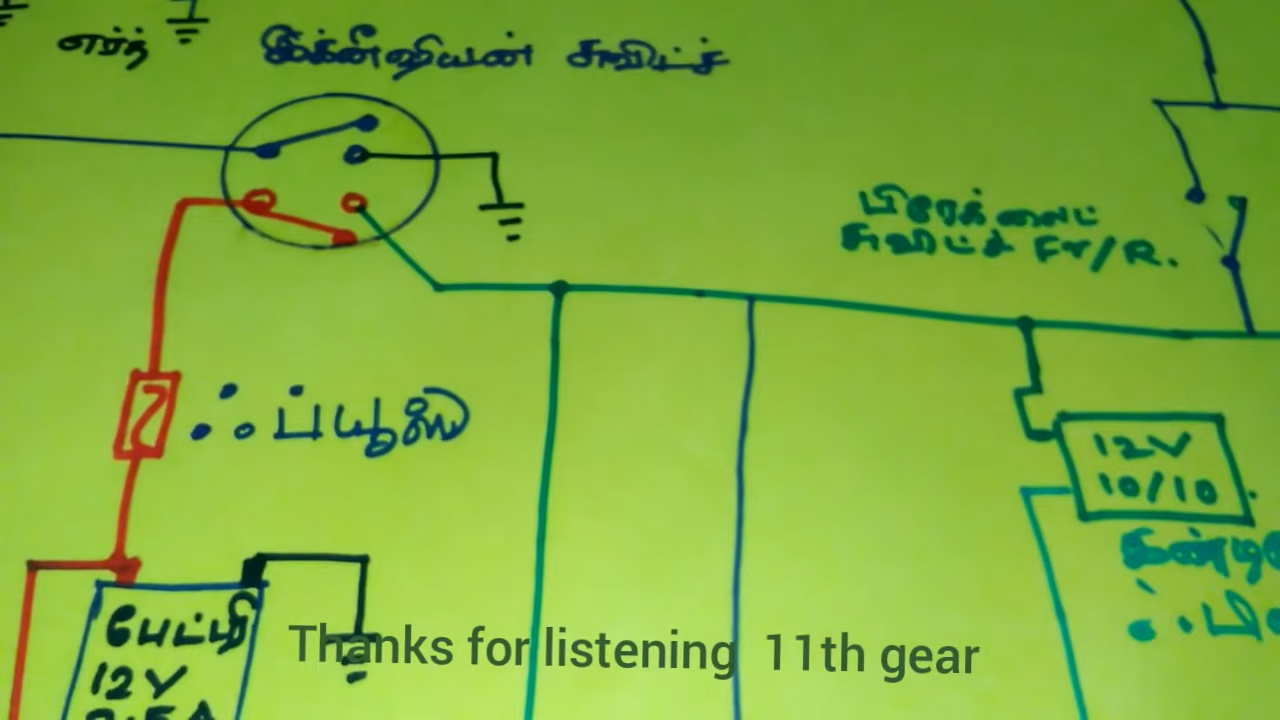 எர்த்
இக்னீஷியன் சுவிட்ச்
பிரேக் லைட்
சுவிட்ச் Fr/R.
ஃப்யூஸ்
12V
10/10
பேட்டரி
12V
Thanks for listening 11th gear